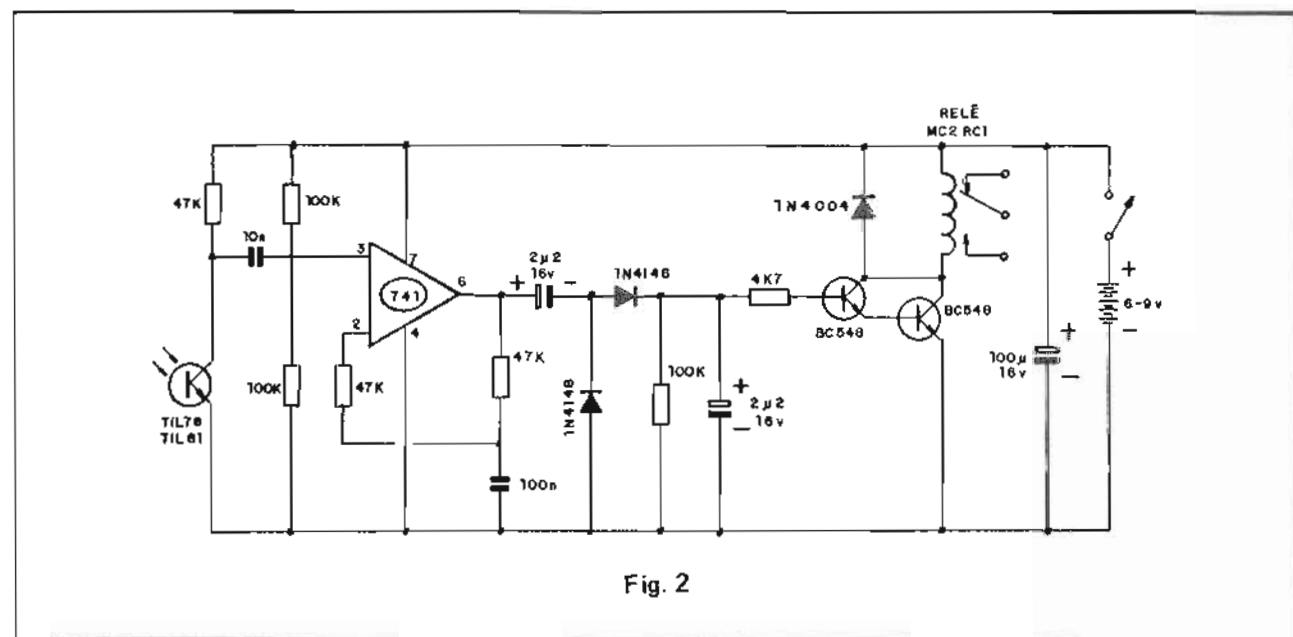 RELÊ
MC2 RC1
47K
100K
10n
3
7
741
6
2
4
2µ2
16v
+
-
1N4148
4K7
1N4004
BC548
BC548
+
6-9v
-
100µ
16v
+
-
47K
47K
100K
TIL78
TIL81
100n
1N4148
100K
+
2µ2
- 16v
Fig. 2